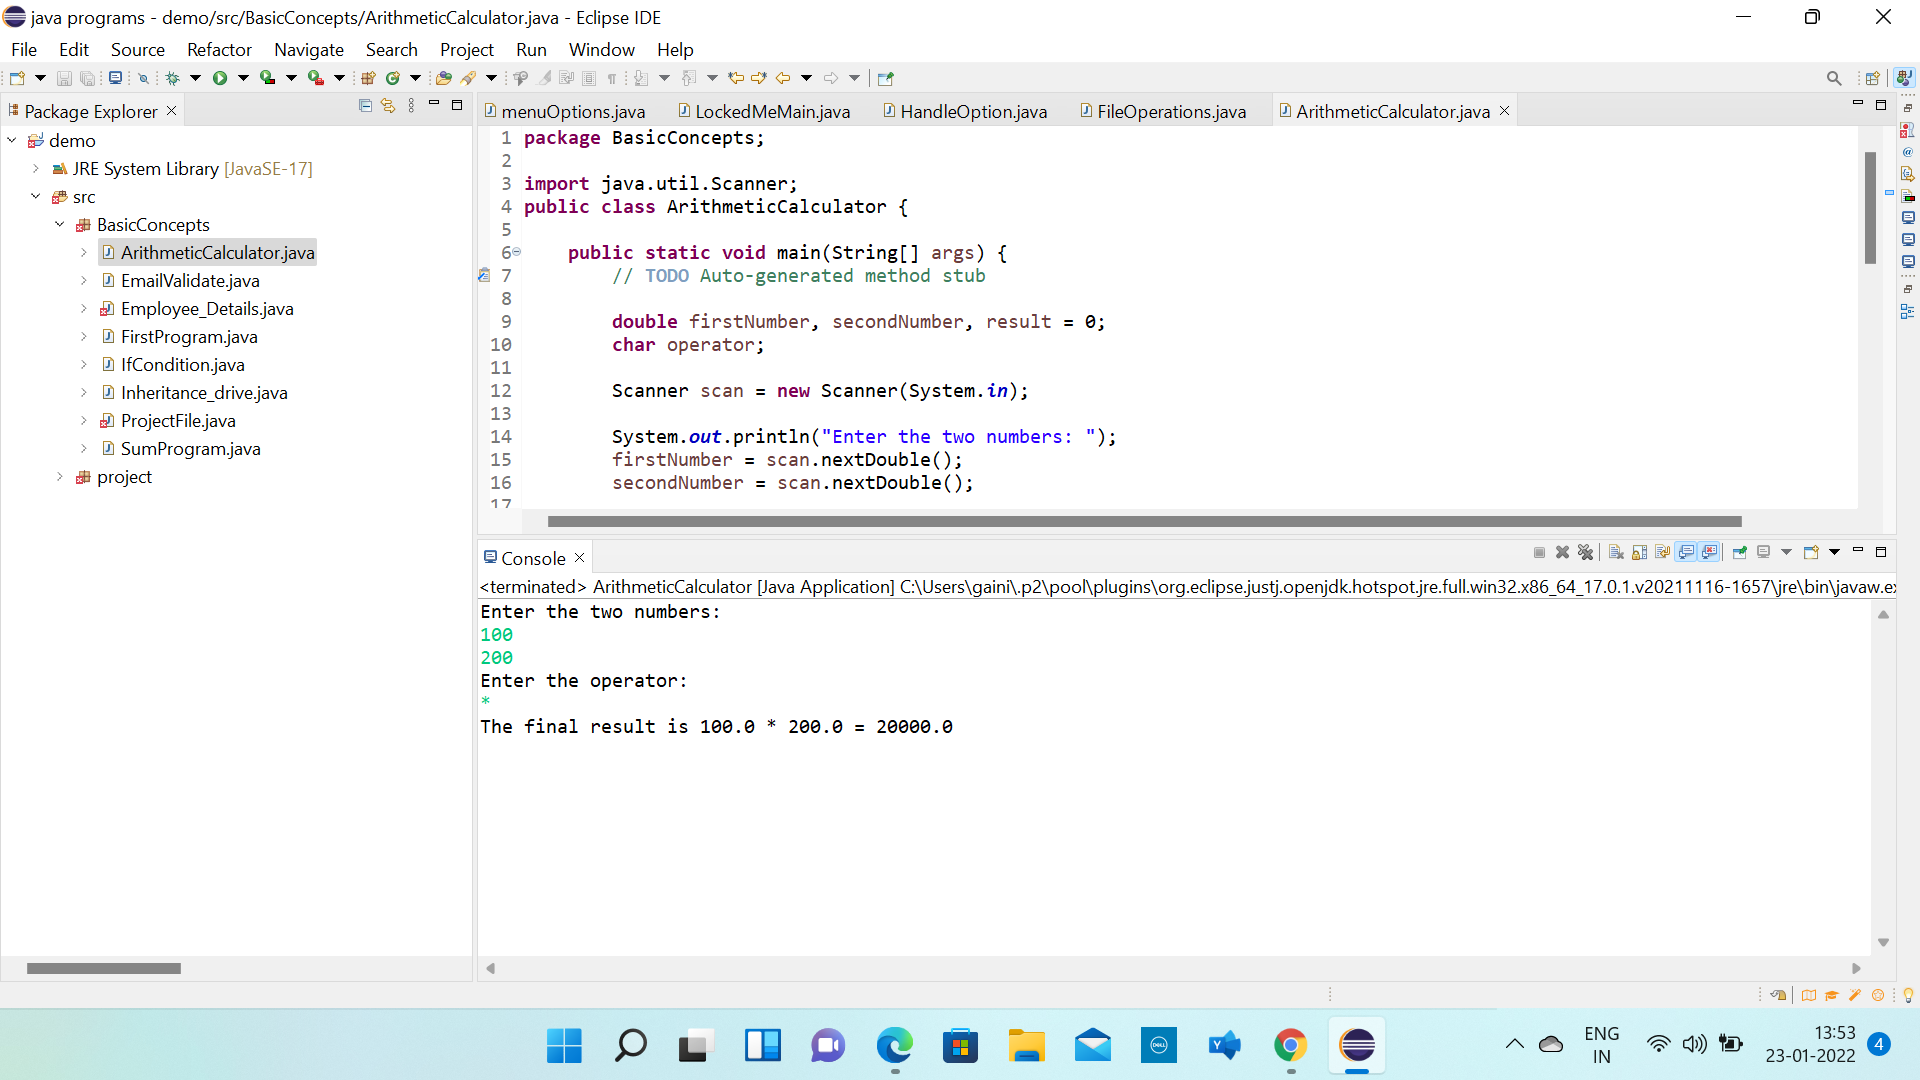 java programs - demo/src/BasicConcepts/ArithmeticCalculator.java - Eclipse IDE
File Edit Source Refactor Navigate Search Project Run Window Help
Package Explorer
demo
JRE System Library [JavaSE-17]
src
BasicConcepts
ArithmeticCalculator.java
EmailValidate.java
Employee_Details.java
FirstProgram.java
IfCondition.java
Inheritance_drive.java
ProjectFile.java
SumProgram.java
project
menuOptions.java LockedMeMain.java HandleOption.java FileOperations.java ArithmeticCalculator.java
1 package BasicConcepts;
2
3 import java.util.Scanner;
4 public class ArithmeticCalculator {
5
6 public static void main(String[] args) {
7 // TODO Auto-generated method stub
8
9 double firstNumber, secondNumber, result = 0;
10 char operator;
11
12 Scanner scan = new Scanner(System.in);
13
14 System.out.println("Enter the two numbers: ");
15 firstNumber = scan.nextDouble();
16 secondNumber = scan.nextDouble();
17
Console
<terminated> ArithmeticCalculator [Java Application] C:\Users\gaini\.p2\pool\plugins\org.eclipse.justj.openjdk.hotspot.jre.full.win32.x86_64_17.0.1.v20211116-1657\jre\bin\javaw.ex
Enter the two numbers:
100
200
Enter the operator:
*
The final result is 100.0 * 200.0 = 20000.0
DELL
ENG
IN
13:53
23-01-2022
4